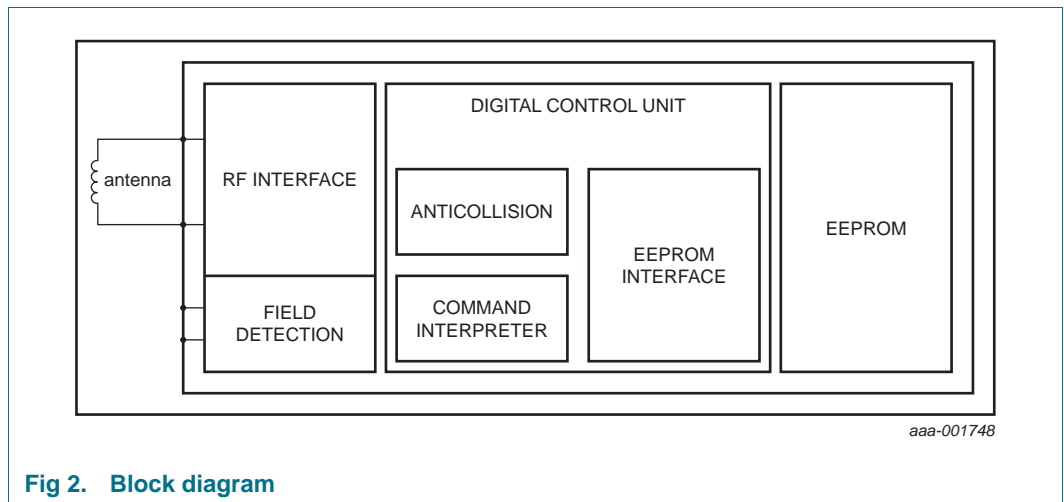 DIGITAL CONTROL UNIT
antenna
RF INTERFACE
ANTICOLLISION
EEPROM
INTERFACE
EEPROM
FIELD
DETECTION
COMMAND
INTERPRETER
aaa-001748
Fig 2. Block diagram